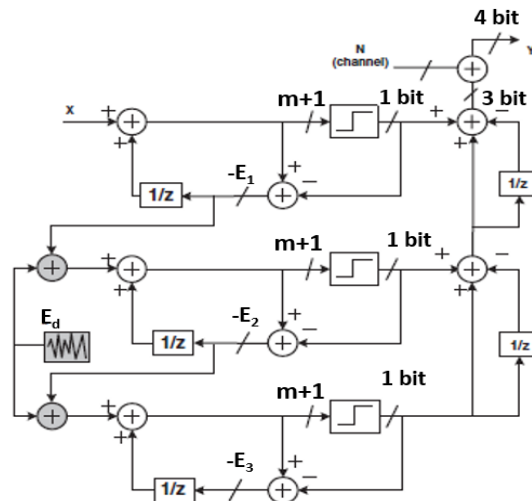 4 bit
N
(channel)
Y
3 bit
X
m+1
1 bit
+
+
+
+
−
+
1/z
-E1
+
−
+
1/z
m+1
1 bit
+
+
+
+
−
+
Ed
1/z
-E2
+
−
+
1/z
m+1
1 bit
+
+
+
1/z
-E3
+
−